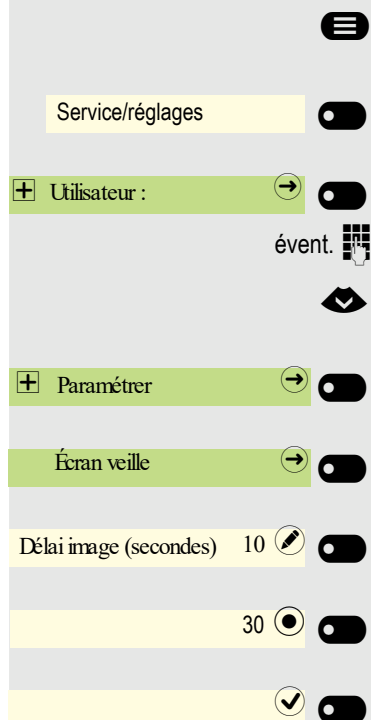 Service/réglages
Utilisateur :
évent.
Paramétrer
Écran veille
Délai image (secondes) 10
30